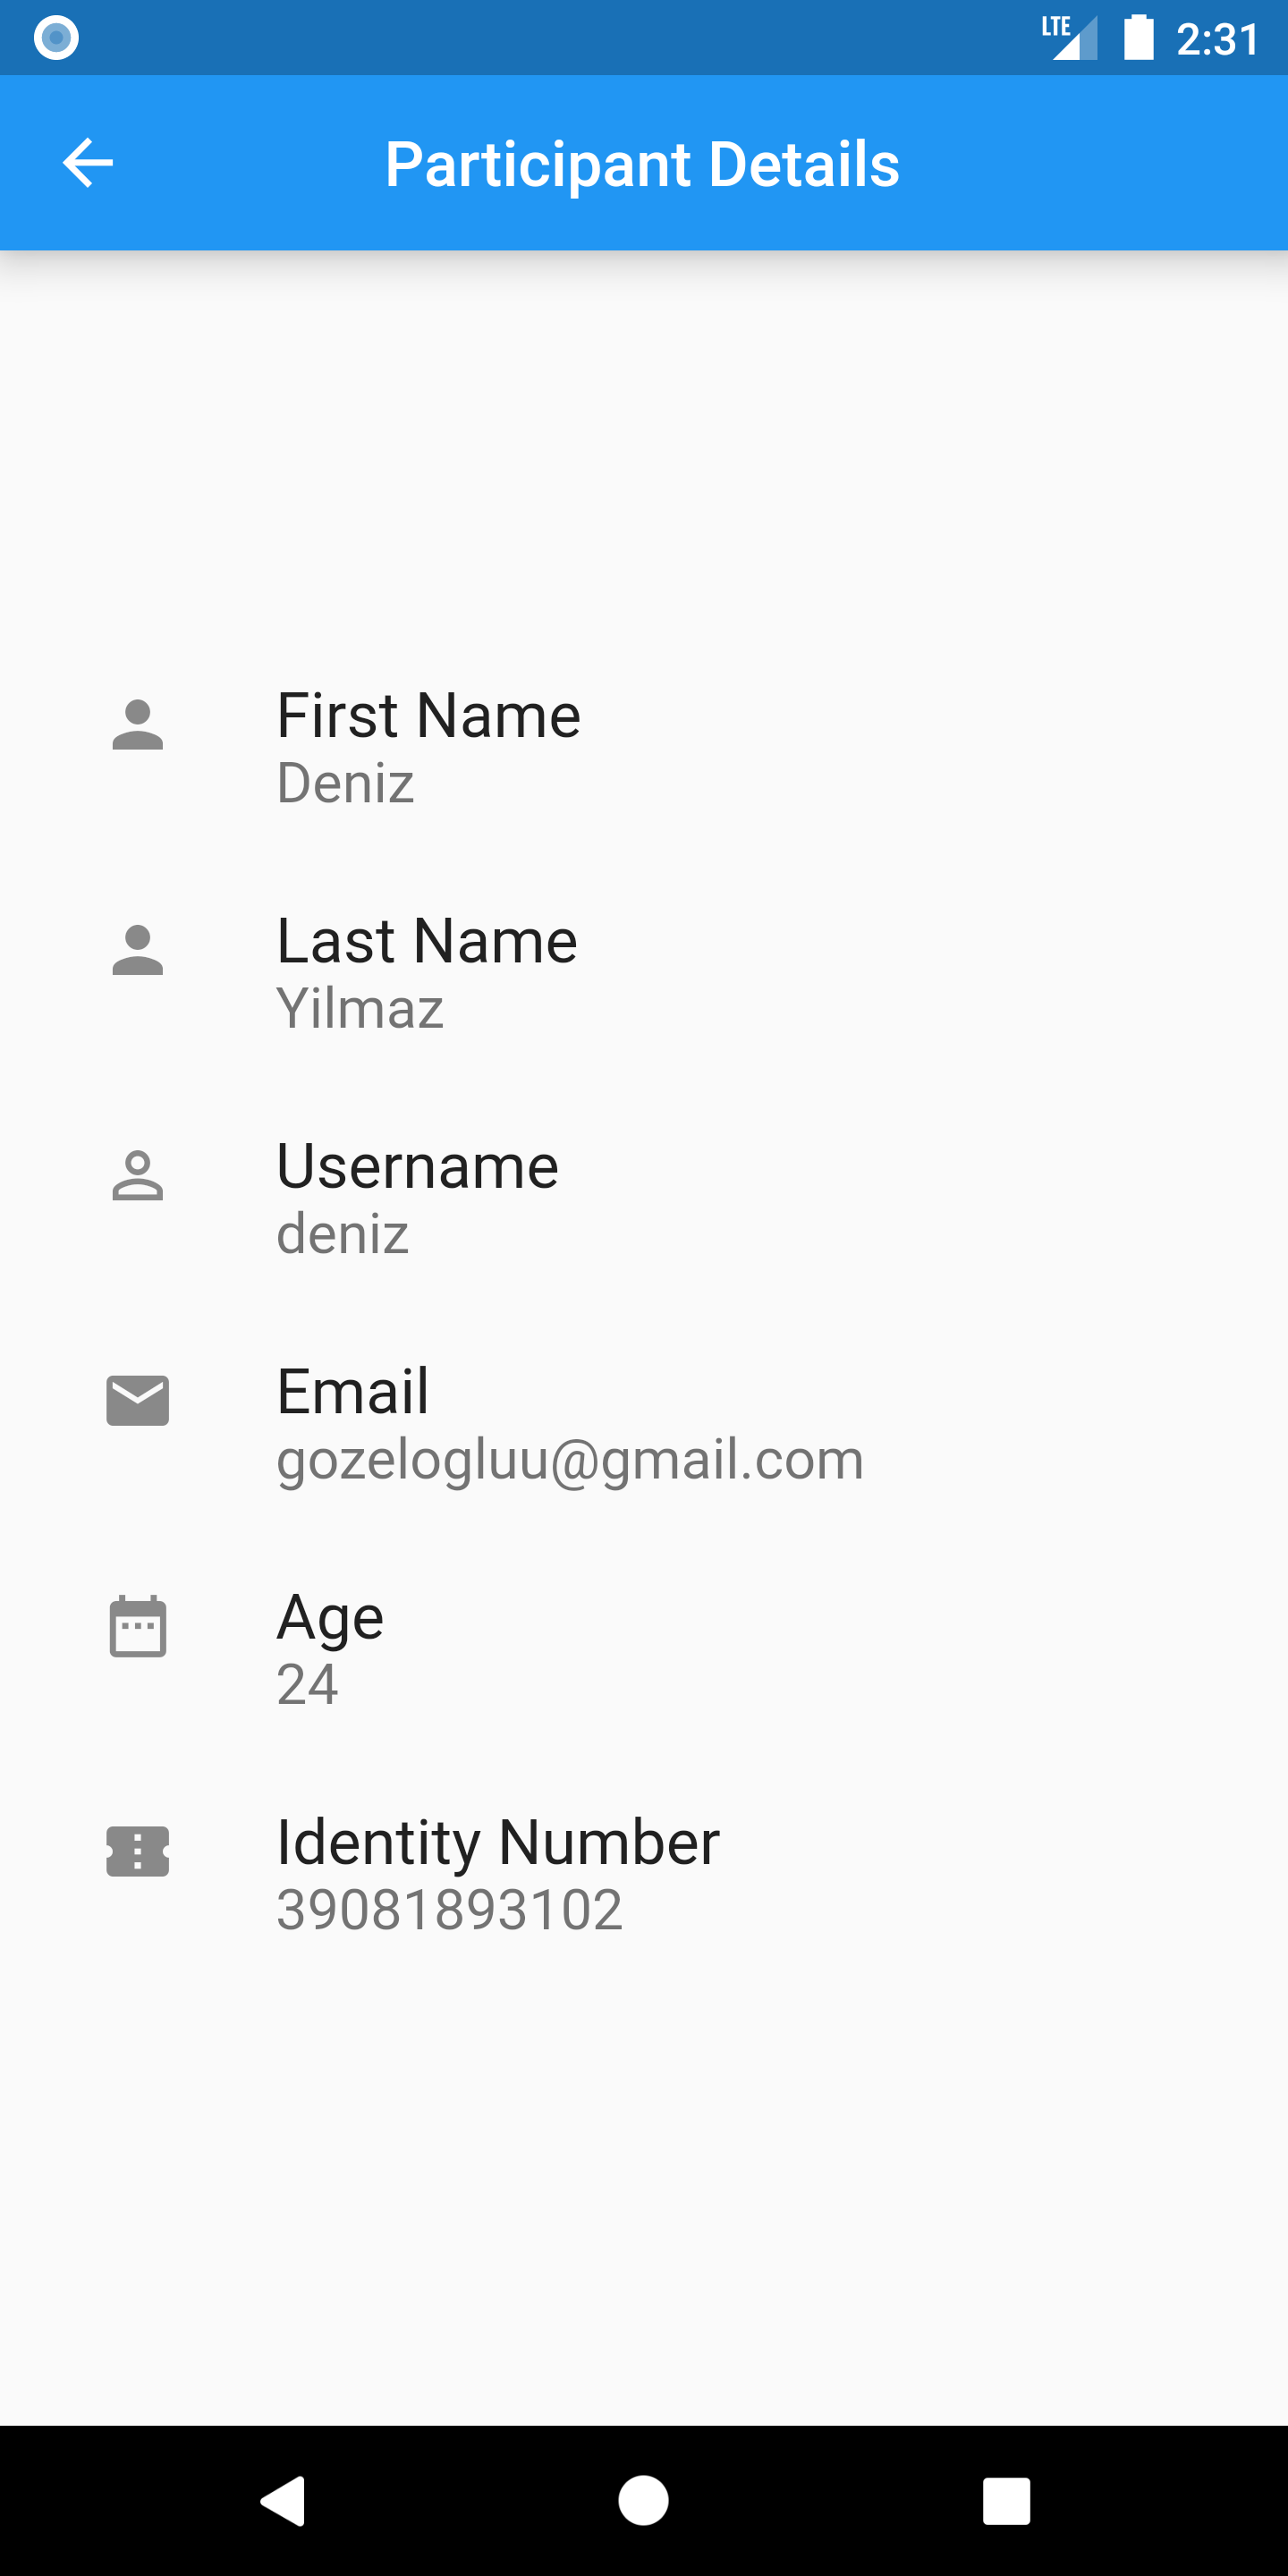 LTE 2:31
Participant Details
First Name
Deniz
Last Name
Yilmaz
Username
deniz
Email
gozelogluu@gmail.com
Age
24
Identity Number
39081893102